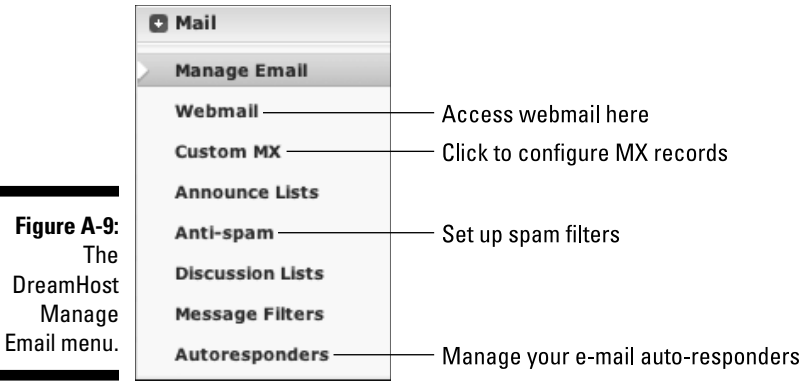 Mail
Manage Email
Webmail
Access webmail here
Custom MX
Click to configure MX records
Announce Lists
Anti-spam
Set up spam filters
Discussion Lists
Message Filters
Autoresponders
Manage your e-mail auto-responders
Figure A-9:
The
DreamHost
Manage
Email menu.